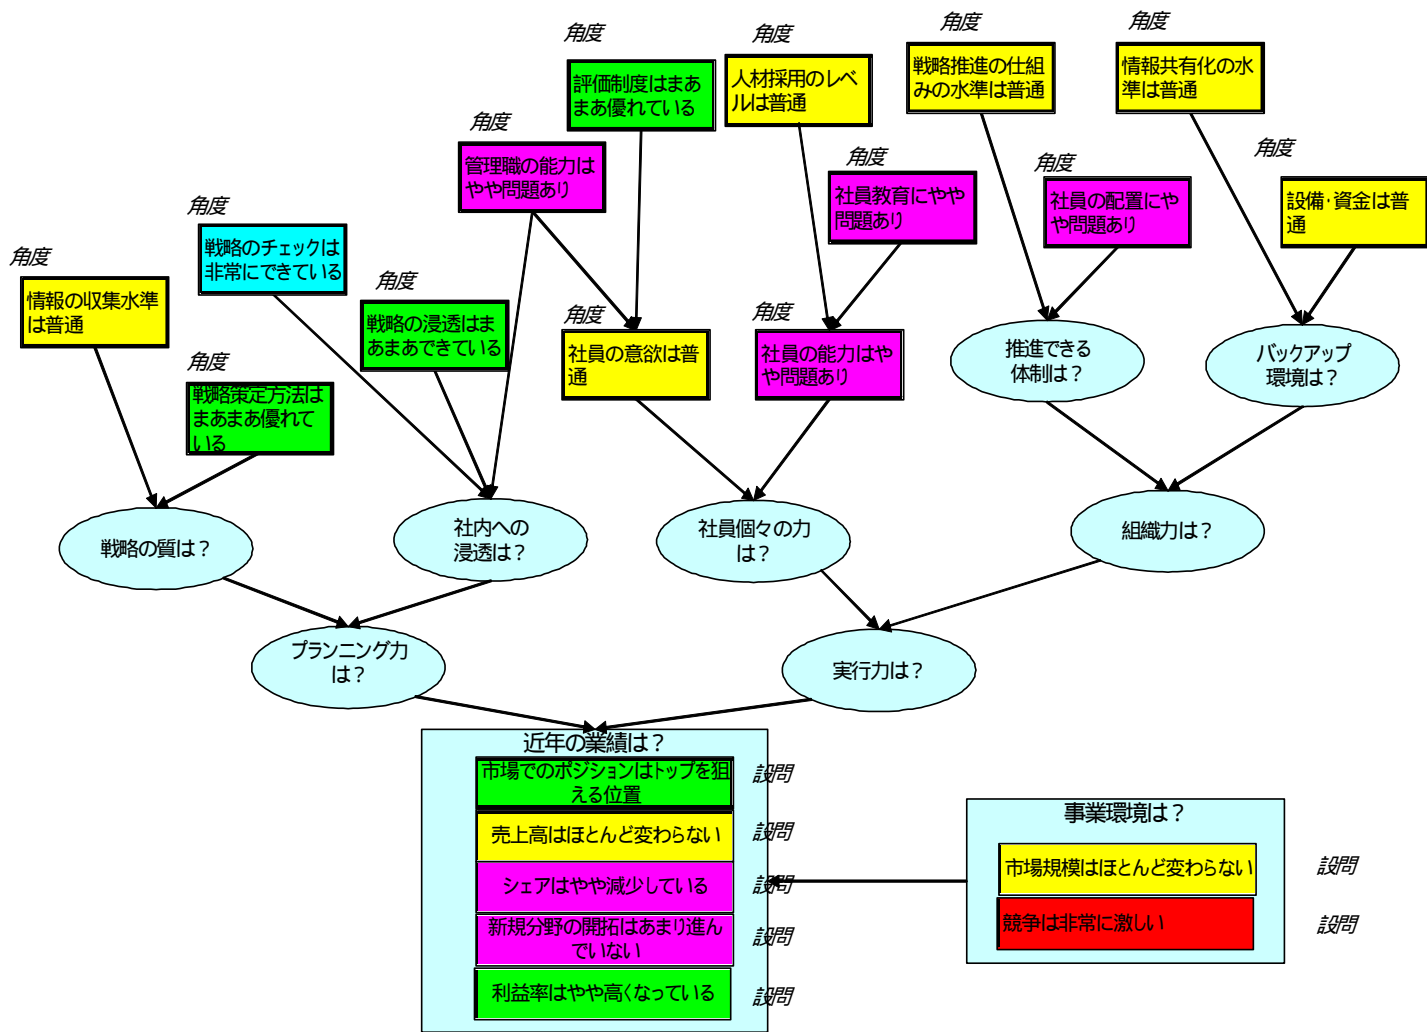 角度
評価制度はまあ
まあ優れている
角度
人材採用のレベ
ルは普通
角度
戦略推進の仕組
みの水準は普通
角度
情報共有化の水
準は普通
角度
管理職の能力は
やや問題あり
角度
社員教育にやや
問題あり
角度
社員の配置にや
や問題あり
角度
設備・資金は普
通
角度
戦略のチェックは
非常にできている
角度
情報の収集水準
は普通
角度
戦略の浸透はま
あまあできている
角度
戦略策定方法は
まあまあ優れて
いる
角度
社員の意欲は普
通
角度
社員の能力はや
や問題あり
推進できる
体制は?
バックアップ
環境は?
戦略の質は?
社内への
浸透は?
社員個々の力
は?
組織力は?
プランニング力
は?
実行力は?
近年の業績は?
市場でのポジションはトップを狙
える位置
設問
売上高はほとんど変わらない
設問
シェアはやや減少している
設問
新規分野の開拓はあまり進ん
でいない
設問
利益率はやや高くなっている
設問
事業環境は?
市場規模はほとんど変わらない
設問
競争は非常に激しい
設問